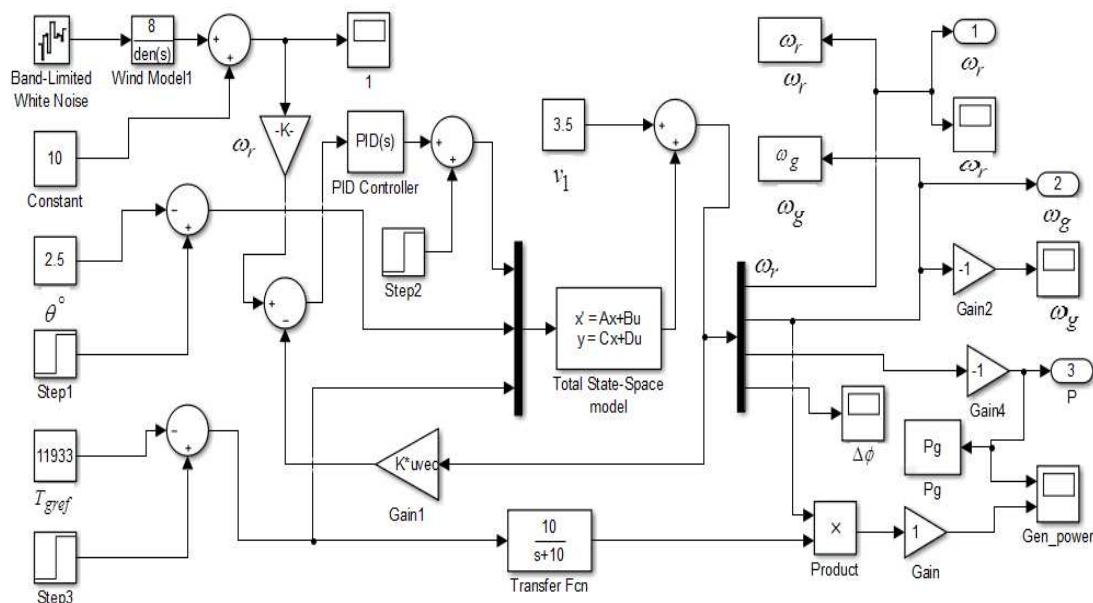 Band-Limited
White Noise
8
den(s)
Wind Model1
+
+
1
-K-
ω_r
10
Constant
PID(s)
PID Controller
+
+
Step2
2.5
θ°
-
+
Step1
+
-
3.5
v_1
+
+
x' = Ax+Bu
y = Cx+Du
Total State-Space
model
11933
T_gref
-
+
Step3
K*uvec
Gain1
10
s+10
Transfer Fcn
ω_r
ω_r
1
ω_r
ω_r
ω_g
ω_g
2
ω_g
ω_r
-1
Gain2
ω_g
-1
Gain4
3
P
Δϕ
Pg
Pg
Gen_power
×
Product
1
Gain